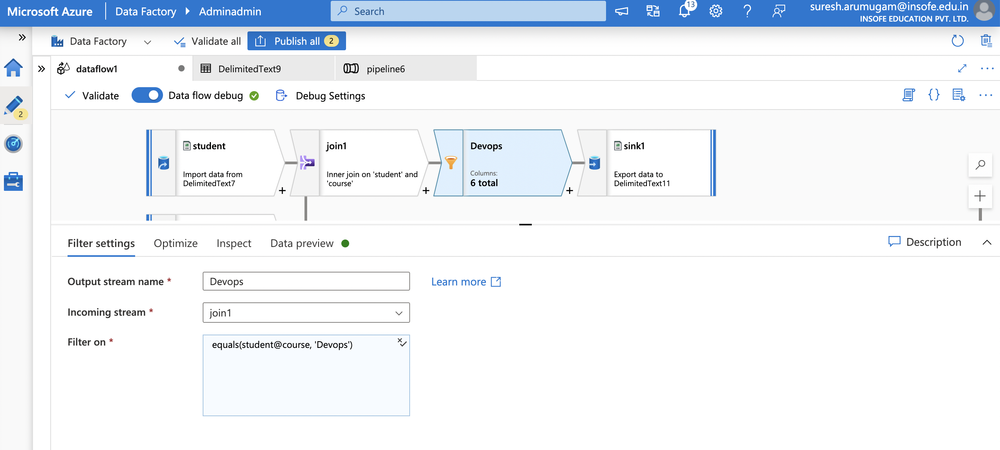 Microsoft Azure
Data Factory
Adminadmin
Search
13
suresh.arumugam@insofe.edu.in
INSOFE EDUCATION PVT. LTD.
Data Factory
Validate all
Publish all 2
dataflow1
DelimitedText9
pipeline6
Validate
Data flow debug
Debug Settings
2
student
Import data from
DelimitedText7
join1
Inner join on 'student' and
'course'
Devops
Columns:
6 total
sink1
Export data to
DelimitedText11
Filter settings
Optimize
Inspect
Data preview
Description
Output stream name *
Devops
Learn more
Incoming stream *
join1
Filter on *
equals(student@course, 'Devops')